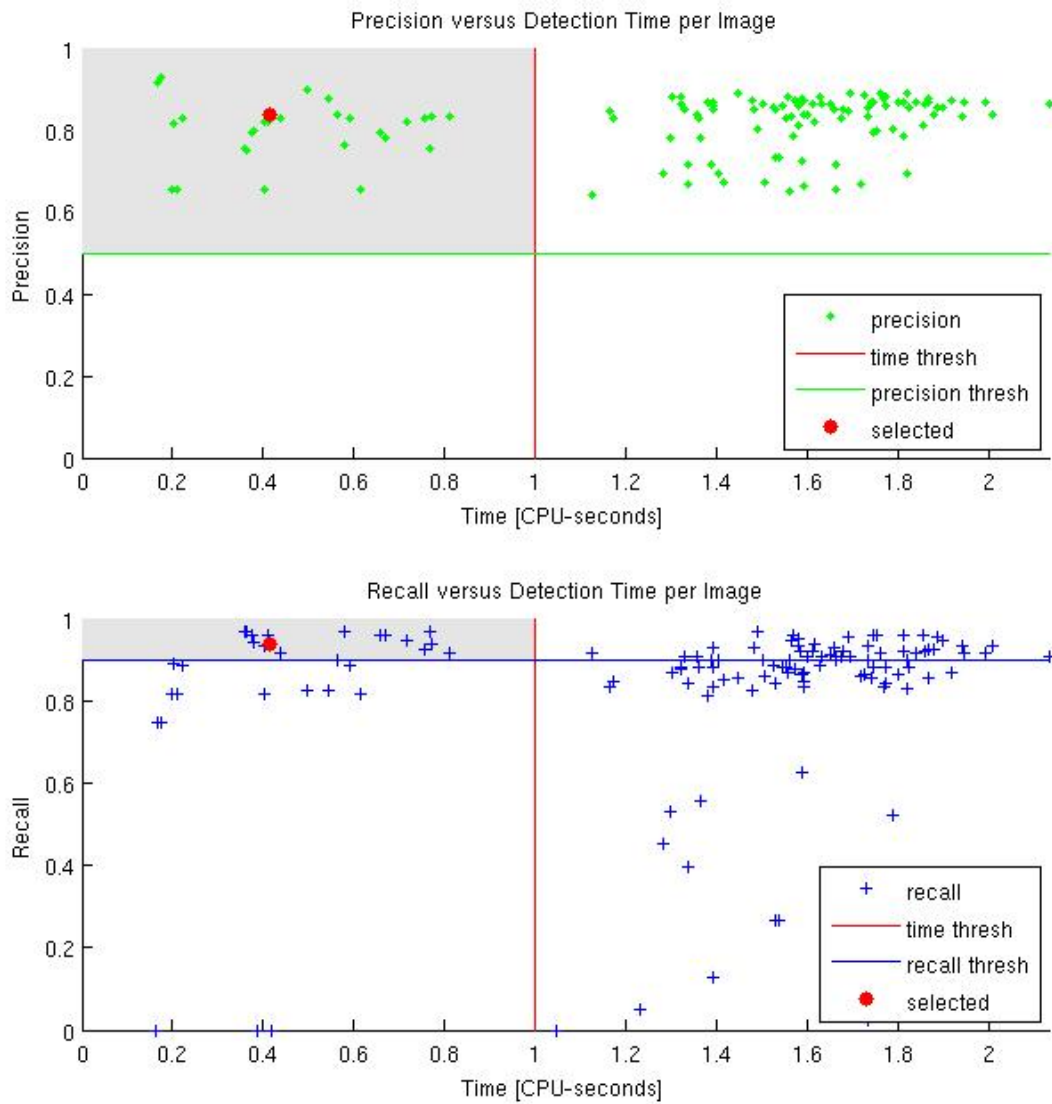 Precision versus Detection Time per Image
1
0.8
0.6
0.4
0.2
0
Precision
precision
time thresh
precision thresh
selected
0 0.2 0.4 0.6 0.8 1 1.2 1.4 1.6 1.8 2
Time [CPU-seconds]
Recall versus Detection Time per Image
1
0.8
0.6
0.4
0.2
0
Recall
recall
time thresh
recall thresh
selected
0 0.2 0.4 0.6 0.8 1 1.2 1.4 1.6 1.8 2
Time [CPU-seconds]